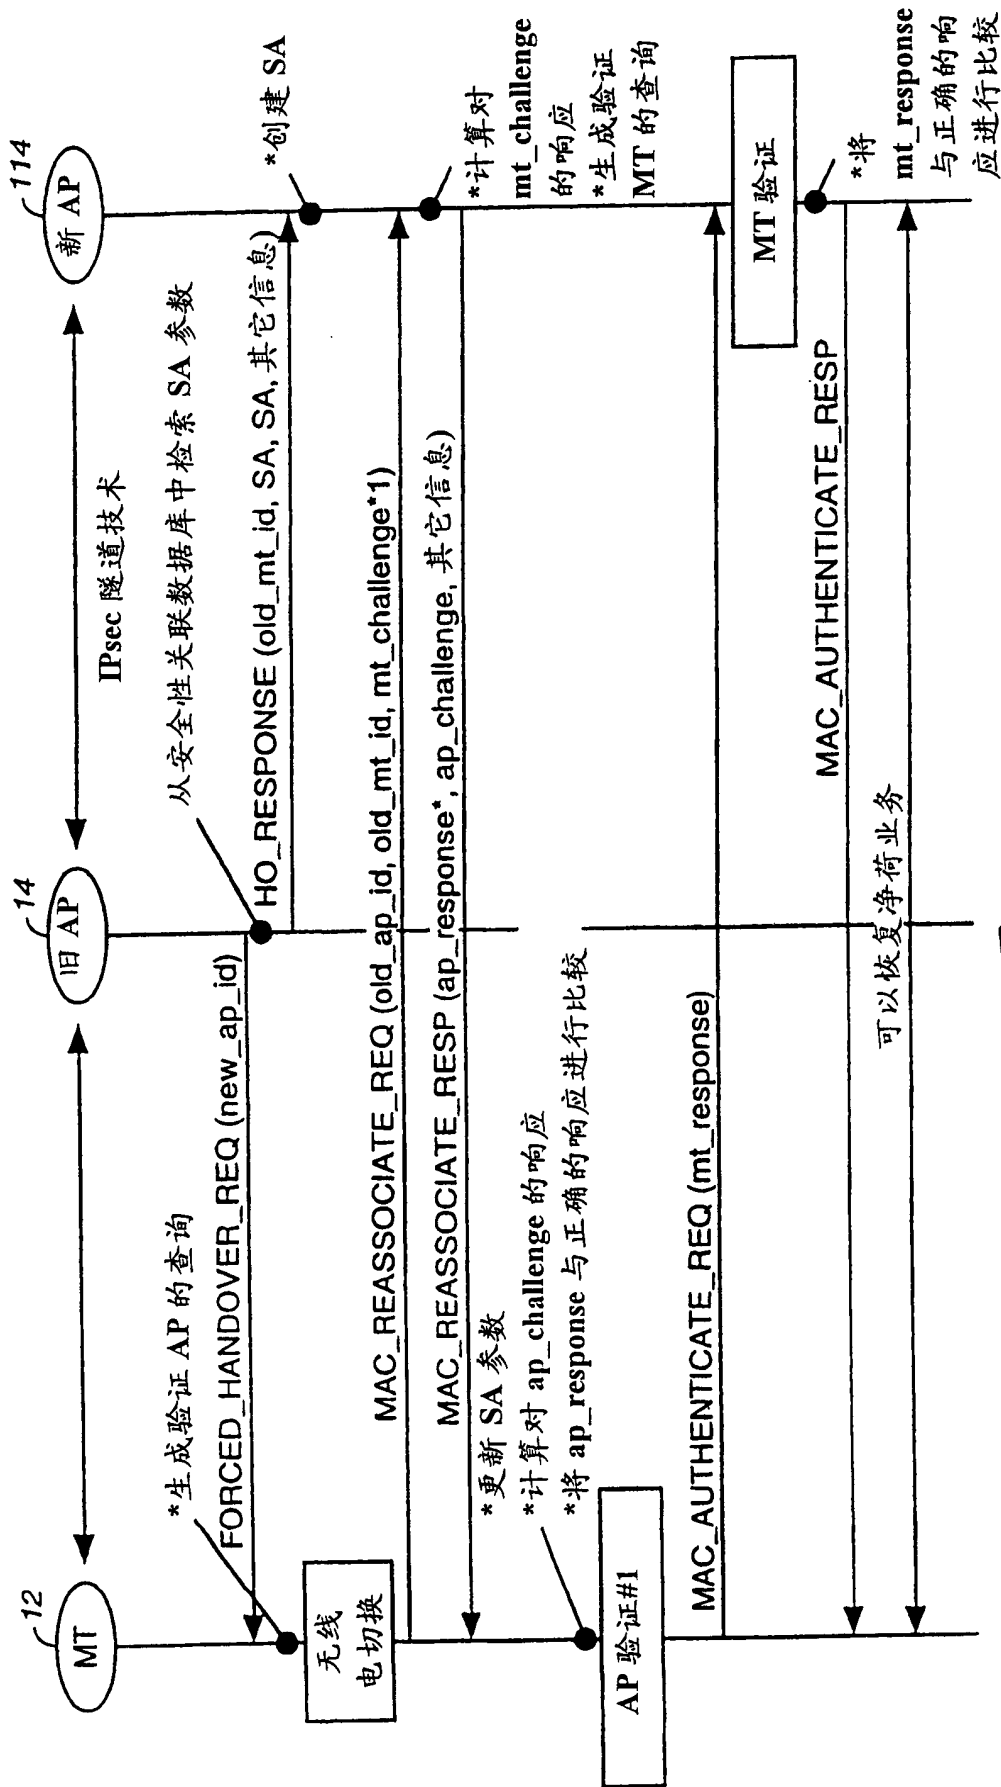 12
MT
14
旧 AP
114
新 AP
IPsec 隧道技术
*生成验证 AP 的查询
FORCED_HANDOVER_REQ (new_ap_id)
从安全性关联数据库中检索 SA 参数
HO_RESPONSE (old_mt_id, SA, SA, 其它信息)
*创建 SA
无线
电切换
MAC_REASSOCIATE_REQ (old_ap_id, old_mt_id, mt_challenge*1)
*计算对
mt_challenge
的响应
*生成验证
MT 的查询
MAC_REASSOCIATE_RESP (ap_response*, ap_challenge, 其它信息)
*更新 SA 参数
*计算对 ap_challenge 的响应
*将 ap_response 与正确的响应进行比较
AP 验证#1
MAC_AUTHENTICATE_REQ (mt_response)
MT 验证
*将
mt_response
与正确的响
应进行比较
MAC_AUTHENTICATE_RESP
可以恢复净荷业务